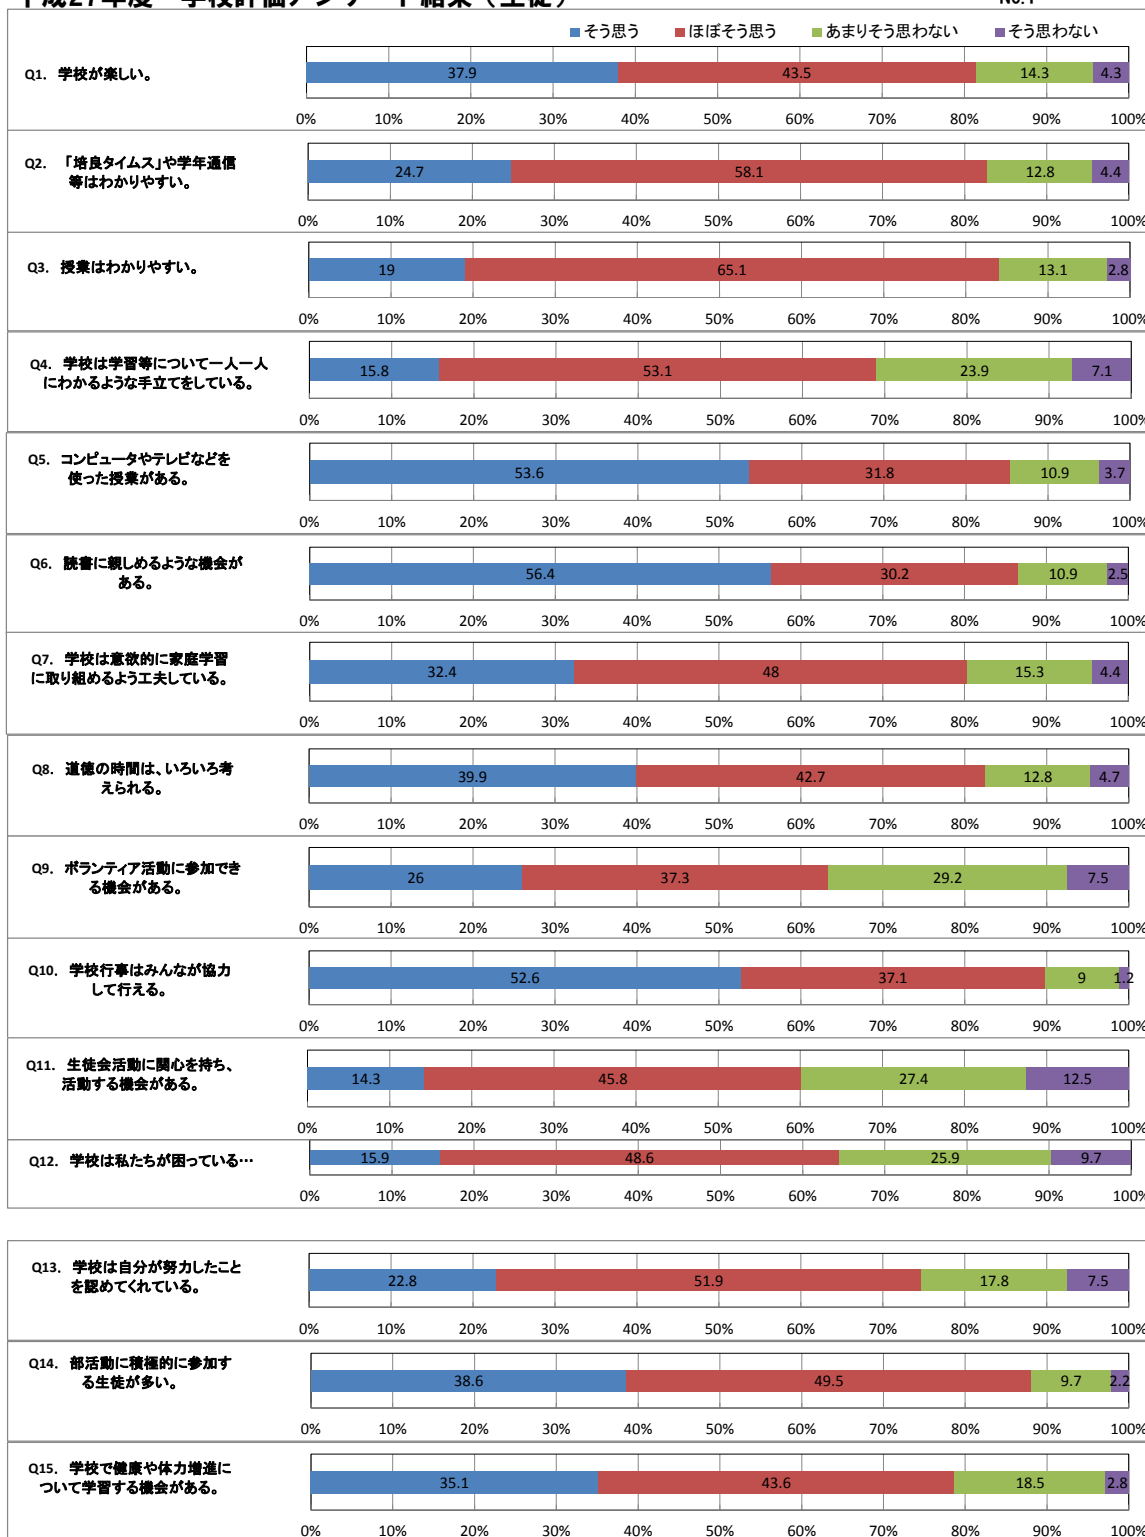 平成27年度 学校評価アンケート結果（生徒）
No.1
そう思う ほぼそう思う あまりそう思わない そう思わない
Q1. 学校が楽しい。
37.9 43.5 14.3 4.3
0% 10% 20% 30% 40% 50% 60% 70% 80% 90% 100%
Q2. 「培良タイムス」や学年通信
等はわかりやすい。
24.7 58.1 12.8 4.4
0% 10% 20% 30% 40% 50% 60% 70% 80% 90% 100%
Q3. 授業はわかりやすい。
19 65.1 13.1 2.8
0% 10% 20% 30% 40% 50% 60% 70% 80% 90% 100%
Q4. 学校は学習等について一人一人
にわかるような手立てをしている。
15.8 53.1 23.9 7.1
0% 10% 20% 30% 40% 50% 60% 70% 80% 90% 100%
Q5. コンピュータやテレビなどを
使った授業がある。
53.6 31.8 10.9 3.7
0% 10% 20% 30% 40% 50% 60% 70% 80% 90% 100%
Q6. 読書に親しめるような機会が
ある。
56.4 30.2 10.9 2.5
0% 10% 20% 30% 40% 50% 60% 70% 80% 90% 100%
Q7. 学校は意欲的に家庭学習
に取り組めるよう工夫している。
32.4 48 15.3 4.4
0% 10% 20% 30% 40% 50% 60% 70% 80% 90% 100%
Q8. 道徳の時間は、いろいろ考
えられる。
39.9 42.7 12.8 4.7
0% 10% 20% 30% 40% 50% 60% 70% 80% 90% 100%
Q9. ボランティア活動に参加でき
る機会がある。
26 37.3 29.2 7.5
0% 10% 20% 30% 40% 50% 60% 70% 80% 90% 100%
Q10. 学校行事はみんなが協力
して行える。
52.6 37.1 9 1.2
0% 10% 20% 30% 40% 50% 60% 70% 80% 90% 100%
Q11. 生徒会活動に関心を持ち、
活動する機会がある。
14.3 45.8 27.4 12.5
0% 10% 20% 30% 40% 50% 60% 70% 80% 90% 100%
Q12. 学校は私たちが困っている…
15.9 48.6 25.9 9.7
0% 10% 20% 30% 40% 50% 60% 70% 80% 90% 100%
Q13. 学校は自分が努力したこと
を認めてくれている。
22.8 51.9 17.8 7.5
0% 10% 20% 30% 40% 50% 60% 70% 80% 90% 100%
Q14. 部活動に積極的に参加す
る生徒が多い。
38.6 49.5 9.7 2.2
0% 10% 20% 30% 40% 50% 60% 70% 80% 90% 100%
Q15. 学校で健康や体力増進に
ついて学習する機会がある。
35.1 43.6 18.5 2.8
0% 10% 20% 30% 40% 50% 60% 70% 80% 90% 100%